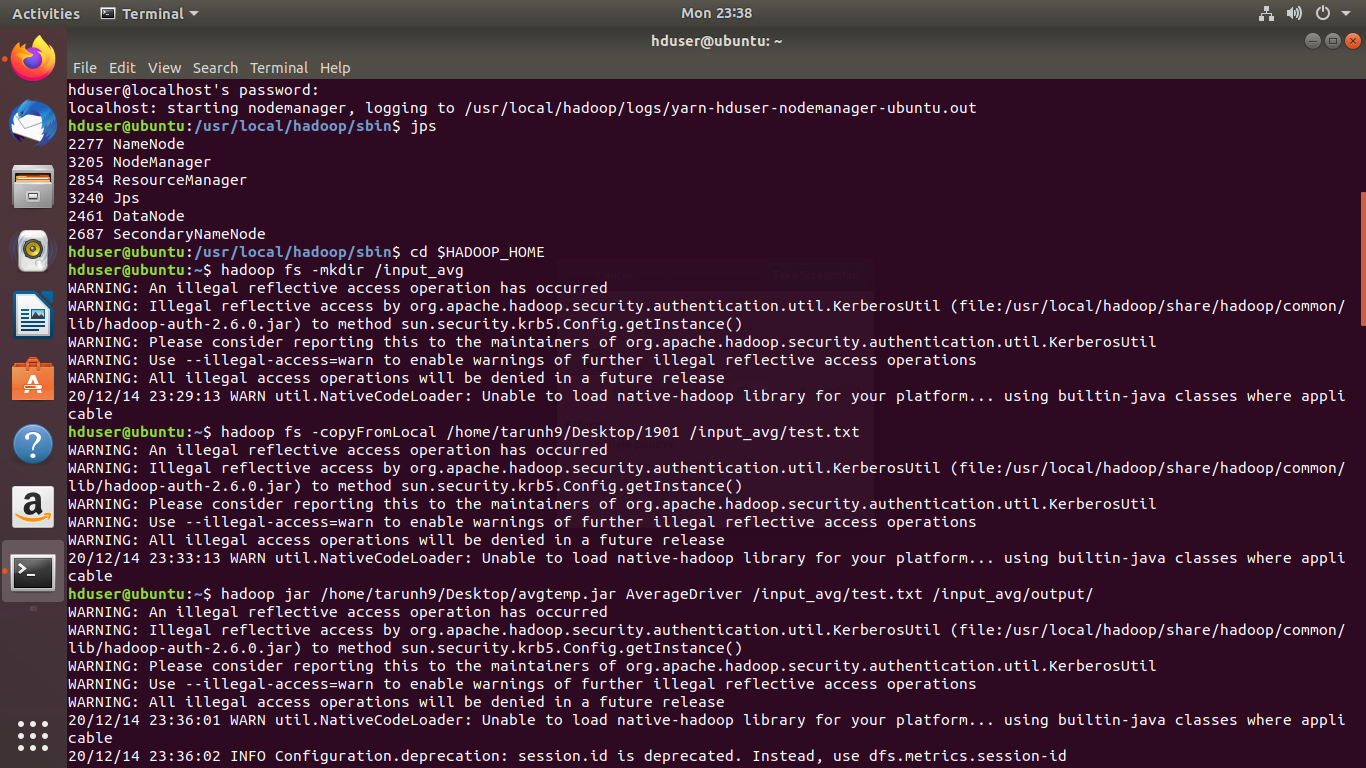 Activities Terminal Mon 23:38
hduser@ubuntu: ~
File Edit View Search Terminal Help
hduser@localhost's password:
localhost: starting nodemanager, logging to /usr/local/hadoop/logs/yarn-hduser-nodemanager-ubuntu.out
hduser@ubuntu:/usr/local/hadoop/sbin$ jps
2277 NameNode
3205 NodeManager
2854 ResourceManager
3240 Jps
2461 DataNode
2687 SecondaryNameNode
hduser@ubuntu:/usr/local/hadoop/sbin$ cd $HADOOP_HOME
hduser@ubuntu:~$ hadoop fs -mkdir /input_avg
WARNING: An illegal reflective access operation has occurred
WARNING: Illegal reflective access by org.apache.hadoop.security.authentication.util.KerberosUtil (file:/usr/local/hadoop/share/hadoop/common/
lib/hadoop-auth-2.6.0.jar) to method sun.security.krb5.Config.getInstance()
WARNING: Please consider reporting this to the maintainers of org.apache.hadoop.security.authentication.util.KerberosUtil
WARNING: Use --illegal-access=warn to enable warnings of further illegal reflective access operations
WARNING: All illegal access operations will be denied in a future release
20/12/14 23:29:13 WARN util.NativeCodeLoader: Unable to load native-hadoop library for your platform... using builtin-java classes where appli
cable
hduser@ubuntu:~$ hadoop fs -copyFromLocal /home/tarunh9/Desktop/1901 /input_avg/test.txt
WARNING: An illegal reflective access operation has occurred
WARNING: Illegal reflective access by org.apache.hadoop.security.authentication.util.KerberosUtil (file:/usr/local/hadoop/share/hadoop/common/
lib/hadoop-auth-2.6.0.jar) to method sun.security.krb5.Config.getInstance()
WARNING: Please consider reporting this to the maintainers of org.apache.hadoop.security.authentication.util.KerberosUtil
WARNING: Use --illegal-access=warn to enable warnings of further illegal reflective access operations
WARNING: All illegal access operations will be denied in a future release
20/12/14 23:33:13 WARN util.NativeCodeLoader: Unable to load native-hadoop library for your platform... using builtin-java classes where appli
cable
hduser@ubuntu:~$ hadoop jar /home/tarunh9/Desktop/avgtemp.jar AverageDriver /input_avg/test.txt /input_avg/output/
WARNING: An illegal reflective access operation has occurred
WARNING: Illegal reflective access by org.apache.hadoop.security.authentication.util.KerberosUtil (file:/usr/local/hadoop/share/hadoop/common/
lib/hadoop-auth-2.6.0.jar) to method sun.security.krb5.Config.getInstance()
WARNING: Please consider reporting this to the maintainers of org.apache.hadoop.security.authentication.util.KerberosUtil
WARNING: Use --illegal-access=warn to enable warnings of further illegal reflective access operations
WARNING: All illegal access operations will be denied in a future release
20/12/14 23:36:01 WARN util.NativeCodeLoader: Unable to load native-hadoop library for your platform... using builtin-java classes where appli
cable
20/12/14 23:36:02 INFO Configuration.deprecation: session.id is deprecated. Instead, use dfs.metrics.session-id